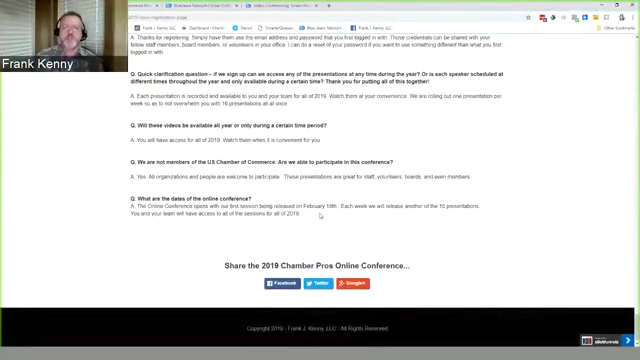 2019-cpoc-registration-page
Frank Kenny
A. Thanks for registering. Simply have them use the email address and password that you first logged in with. Those credentials can be shared with your
fellow staff members, board members, or volunteers in your office. I can do a reset of your password if you want to use something different than what you first
logged in with.
Q. Quick clarification question – if we sign up can we access any of the presentations at any time during the year? Or is each speaker scheduled at
different times throughout the year and only available during a certain time? Thank you for putting all of this together!
A. Each presentation is recorded and available to you and your team for all of 2019. Watch them at your convenience. We are rolling out one presentation per
week so as to not overwhelm you with 16 presentations all at once.
Q. Will these videos be available all year or only during a certain time period?
A. You will have access for all of 2019. Watch them when it is convenient for you
Q. We are not members of the US Chamber of Commerce. Are we able to participate in this conference?
A. Yes. All organizations and people are welcome to participate. These presentations are great for staff, volunteers, boards, and even members
Q. What are the dates of the online conference?
A. The Online Conference opens with our first session being released on February 18th. Each week we will release another of the 16 presentations.
You and your team will have access to all of the sessions for all of 2019.
Share the 2019 Chamber Pros Online Conference...
Facebook
Twitter
Google+
Copyright 2019 - Frank J. Kenny, LLC - All Rights Reserved